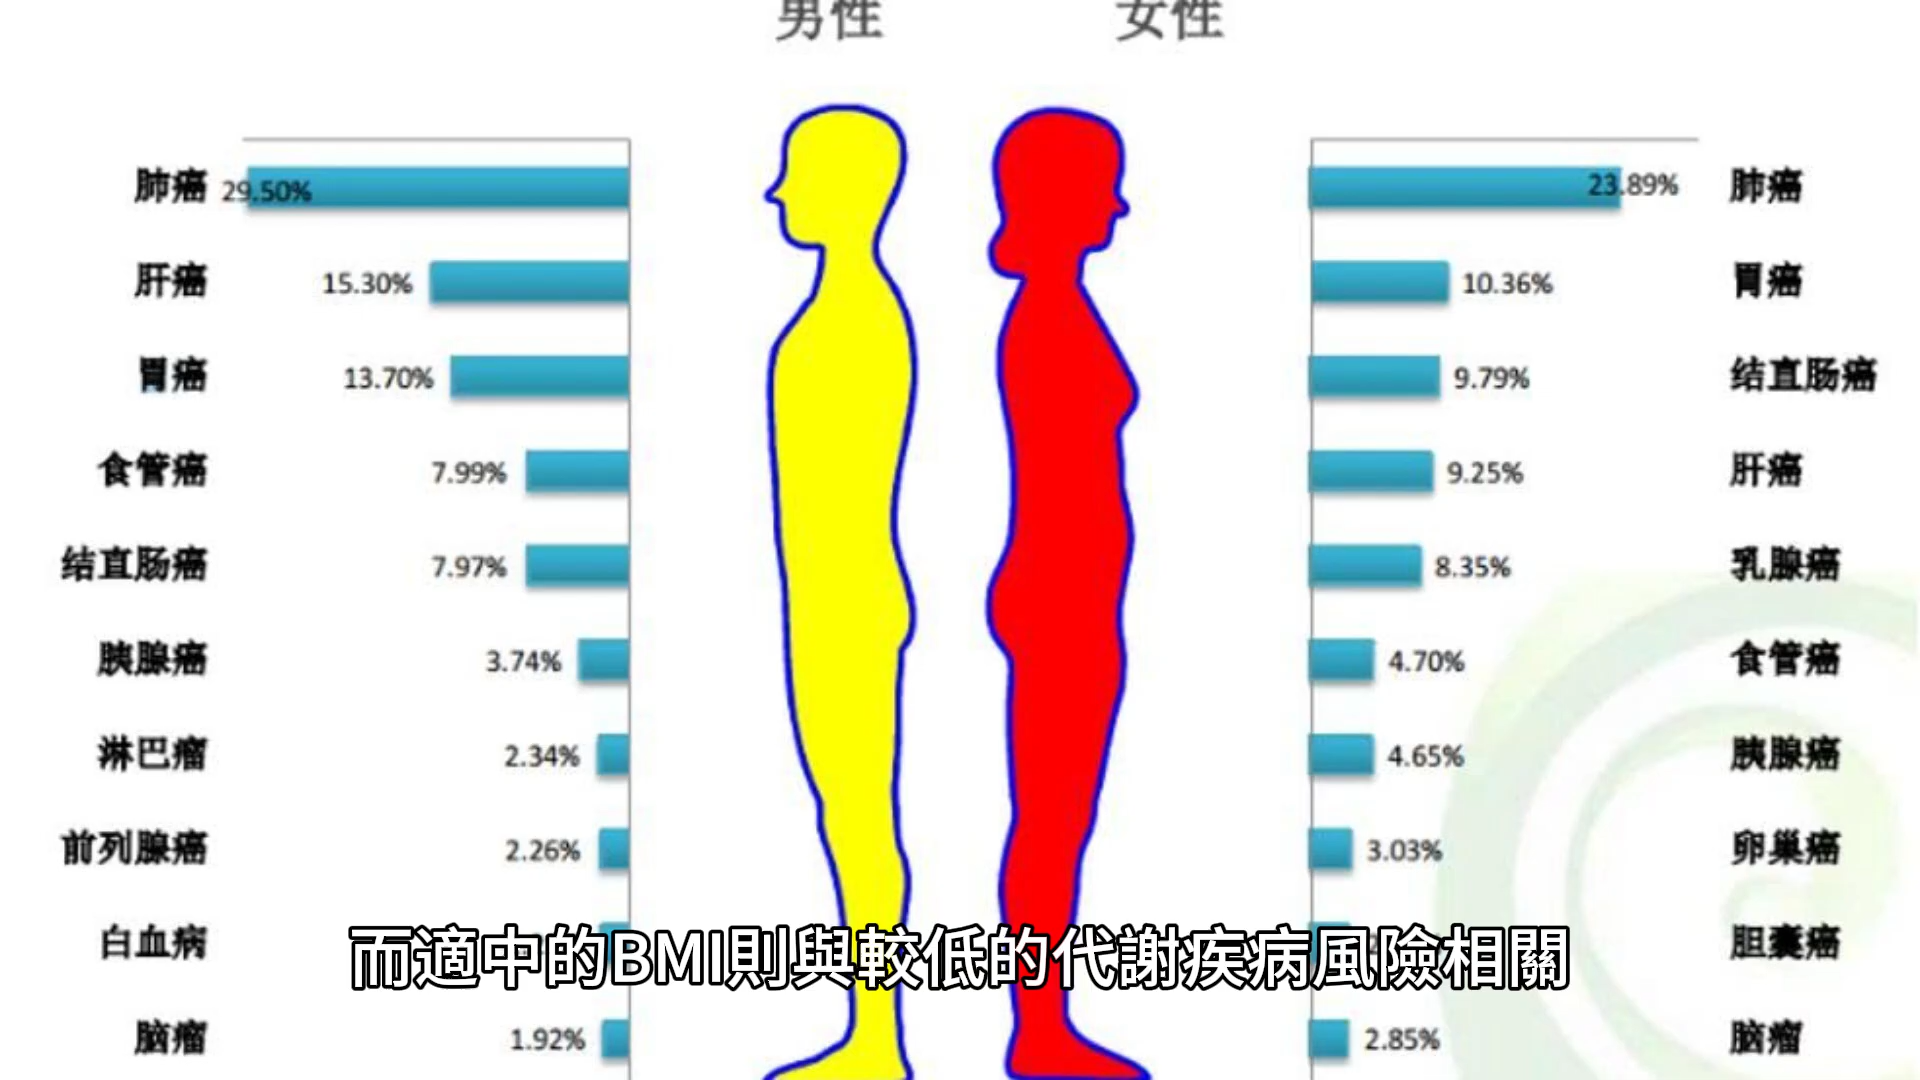 男性 女性
肺癌 29.50% 23.89% 肺癌
肝癌 15.30% 10.36% 胃癌
胃癌 13.70% 9.79% 结直肠癌
食管癌 7.99% 9.25% 肝癌
结直肠癌 7.97% 8.35% 乳腺癌
胰腺癌 3.74% 4.70% 食管癌
淋巴瘤 2.34% 4.65% 胰腺癌
前列腺癌 2.26% 3.03% 卵巢癌
白血病 胆囊癌
而適中的BMI則與較低的代謝疾病風險相關
脑瘤 1.92% 2.85% 脑瘤